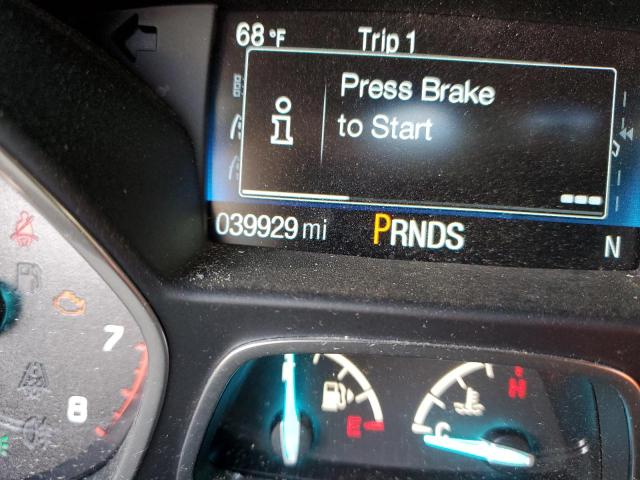 68 °F Trip 1
Press Brake
to Start
039929 mi PRNDS N
7
8
E
C
H